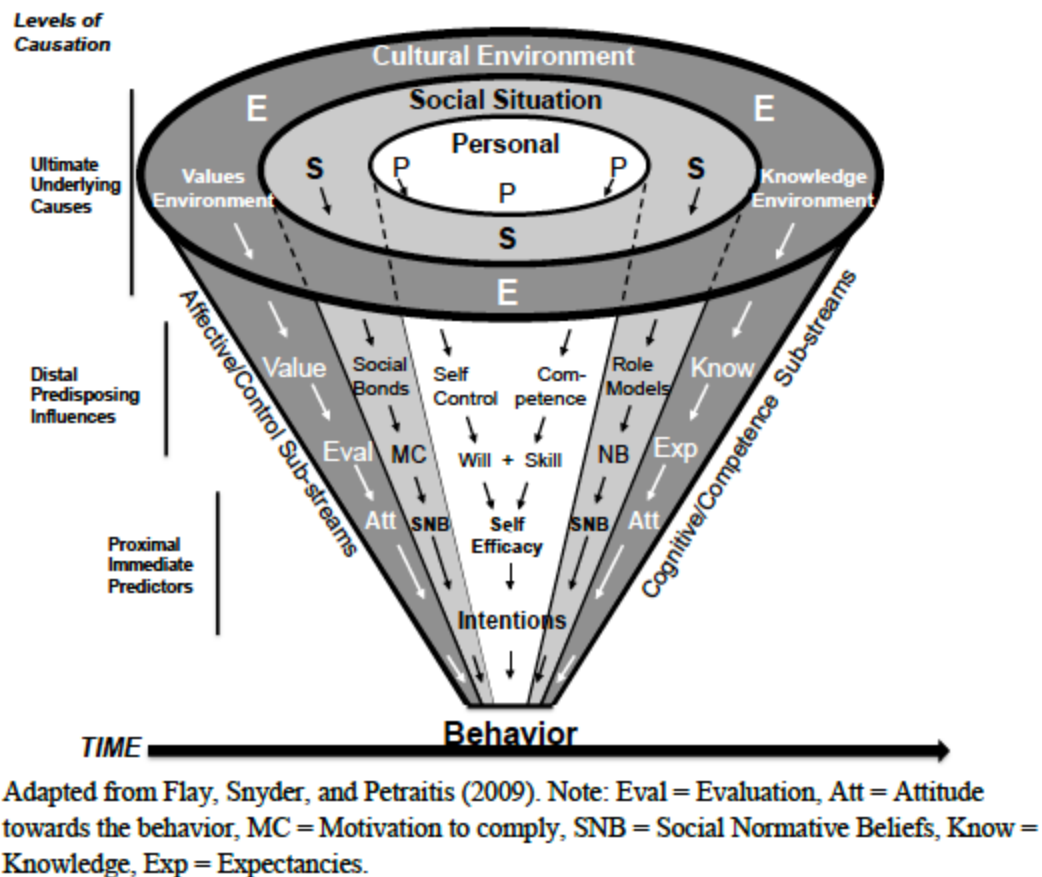 Levels of
Causation
Cultural Environment
E
E
Social Situation
Personal
S
P
P
S
P
Ultimate
Underlying
Causes
Values
Environment
Knowledge
Environment
S
E
Affective/Control Sub-streams
Cognitive/Competence Sub-streams
Distal
Predisposing
Influences
Value
Social
Bonds
Self
Control
Com-
petence
Role
Models
Know
Eval
MC
Will + Skill
NB
Exp
Proximal
Immediate
Predictors
Att
SNB
Self
Efficacy
SNB
Att
Intentions
Behavior
TIME
Adapted from Flay, Snyder, and Petraitis (2009). Note: Eval = Evaluation, Att = Attitude
towards the behavior, MC = Motivation to comply, SNB = Social Normative Beliefs, Know =
Knowledge, Exp = Expectancies.